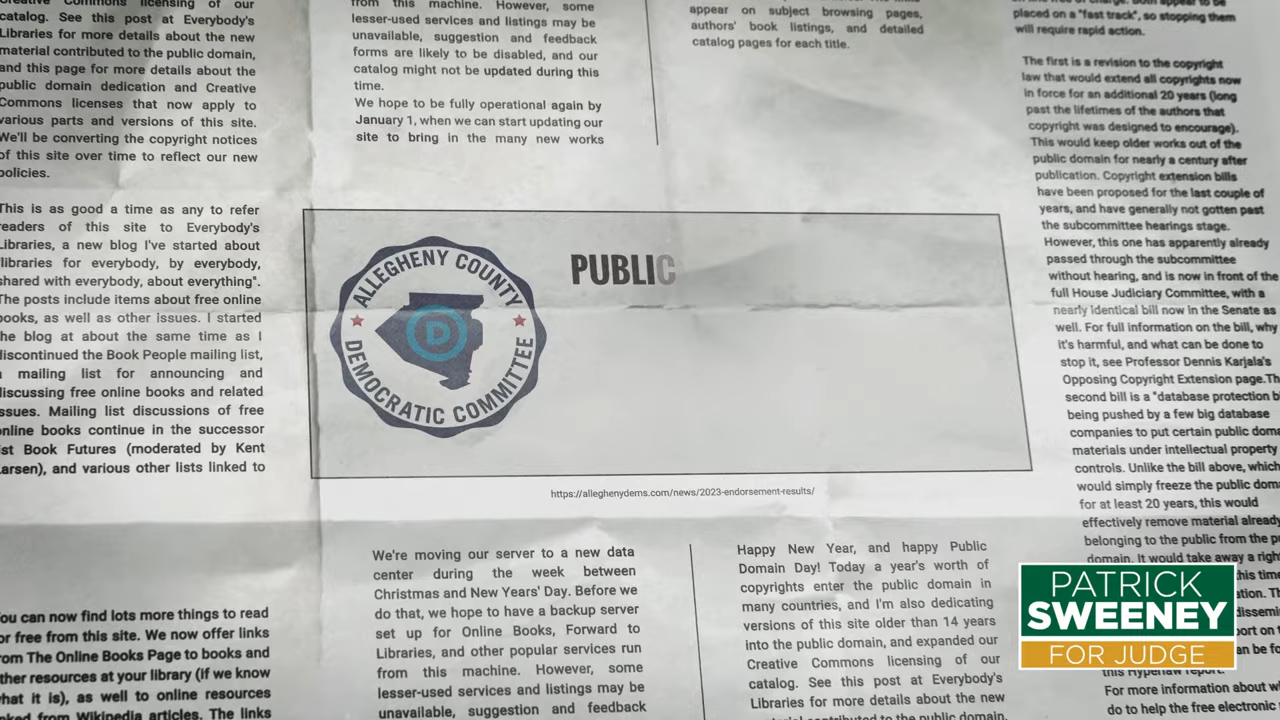 Creative Commons licensing of our
catalog. See this post at Everybody's
Libraries for more details about the new
material contributed to the public domain,
and this page for more details about the
public domain dedication and Creative
Commons licenses that now apply to
various parts and versions of this site.
We'll be converting the copyright notices
of this site over time to reflect our new
policies.
This is as good a time as any to refer
readers of this site to Everybody's
Libraries, a new blog I've started about
"libraries for everybody, by everybody,
shared with everybody, about everything".
The posts include items about free online
books, as well as other issues. I started
the blog at about the same time as I
discontinued the Book People mailing list,
mailing list for announcing and
discussing free online books and related
issues. Mailing list discussions of free
online books continue in the successor
list Book Futures (moderated by Kent
Larsen), and various other lists linked to
You can now find lots more things to read
for free from this site. We now offer links
from The Online Books Page to books and
other resources at your library (if we know
what it is), as well to online resources
linked from Wikipedia articles. The links
from this machine. However, some
lesser-used services and listings may be
unavailable, suggestion and feedback
forms are likely to be disabled, and our
catalog might not be updated during this
time.
We hope to be fully operational again by
January 1, when we can start updating our
site to bring in the many new works
appear on subject browsing pages,
authors' book listings, and detailed
catalog pages for each title.
ALLEGHENY COUNTY
D
DEMOCRATIC COMMITTEE
PUBLIC
https://alleghenydems.com/news/2023-endorsement-results/
We're moving our server to a new data
center during the week between
Christmas and New Years' Day. Before we
do that, we hope to have a backup server
set up for Online Books, Forward to
Libraries, and other popular services run
from this machine. However, some
lesser-used services and listings may be
unavailable, suggestion and feedback
Happy New Year, and happy Public
Domain Day! Today a year's worth of
copyrights enter the public domain in
many countries, and I'm also dedicating
versions of this site older than 14 years
into the public domain, and expanded our
Creative Commons licensing of our
catalog. See this post at Everybody's
Libraries for more details about the new
material contributed to the public domain,
placed on a "fast track", so stopping them
will require rapid action.
The first is a revision to the copyright
law that would extend all copyrights now
in force for an additional 20 years (long
past the lifetimes of the authors that
copyright was designed to encourage).
This would keep older works out of the
public domain for nearly a century after
publication. Copyright extension bills
have been proposed for the last couple of
years, and have generally not gotten past
the subcommittee hearings stage.
However, this one has apparently already
passed through the subcommittee
without hearing, and is now in front of the
full House Judiciary Committee, with a
nearly identical bill now in the Senate as
well. For full information on the bill, why
it's harmful, and what can be done to
stop it, see Professor Dennis Karjala's
Opposing Copyright Extension page.Th
second bill is a "database protection bi
being pushed by a few big database
companies to put certain public doma
materials under intellectual property
controls. Unlike the bill above, which
would simply freeze the public doma
for at least 20 years, this would
effectively remove material already
belonging to the public from the pu
domain. It would take away a right
this Hyperlaw report.
For more information about wh
do to help the free electronic
PATRICK
SWEENEY
FOR JUDGE